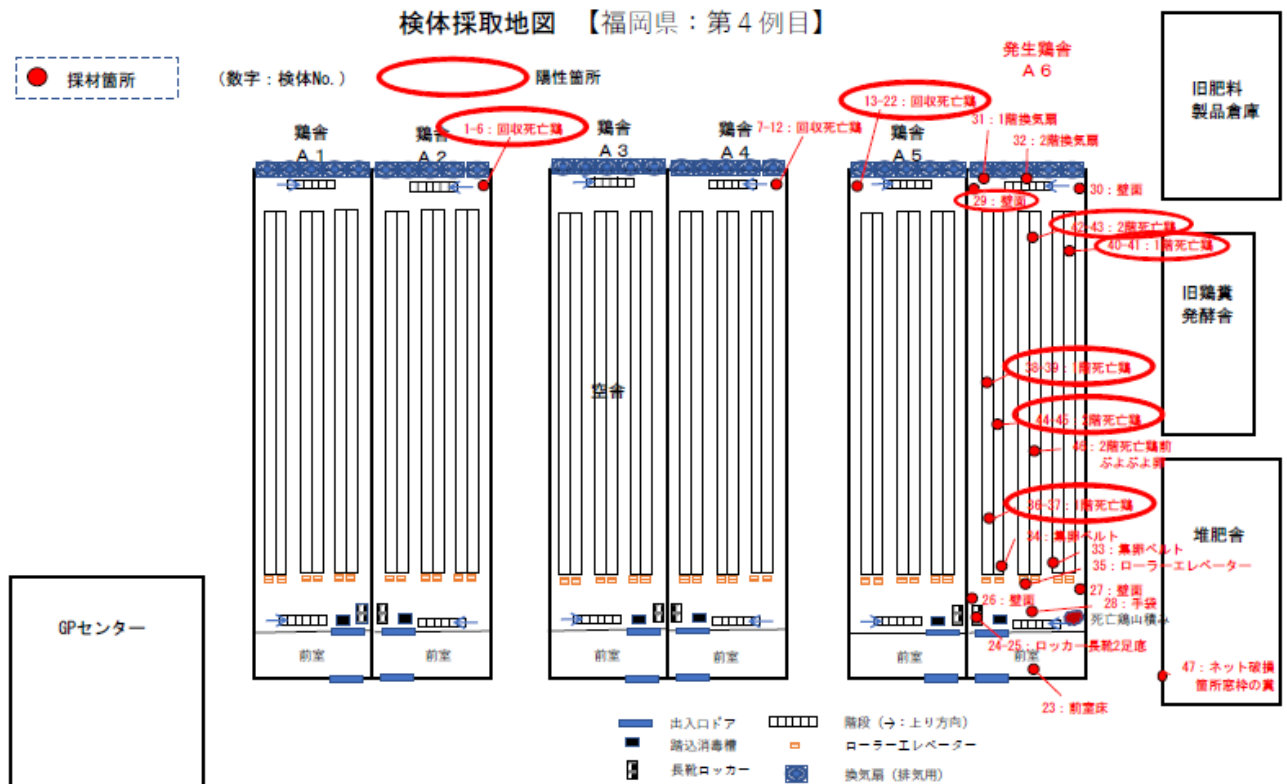 検体採取地図 【福岡県：第4例目】
採材箇所
（数字：検体No.）
陽性箇所
発生鶏舎
A6
旧肥料
製品倉庫
鶏舎
A1
鶏舎
A2
1-6：回収死亡鶏
鶏舎
A3
鶏舎
A4
7-12：回収死亡鶏
13-22：回収死亡鶏
鶏舎
A5
31：1階換気扇
32：2階換気扇
29：壁面
30：壁面
42-43：2階死亡鶏
40-41：1階死亡鶏
旧鶏糞
発酵舎
38-39：1階死亡鶏
空舎
44-45：2階死亡鶏
46：2階死亡鶏前
ぷよぷよ卵
36-37：1階死亡鶏
堆肥舎
34：集卵ベルト
33：集卵ベルト
35：ローラーエレベーター
27：壁面
26：壁面
28：手袋
死亡鶏山積み
GPセンター
24-25：ロッカー長靴2足底
前室
前室
前室
前室
前室
前室
47：ネット破損
箇所窓枠の糞
23：前室床
出入口ドア
階段（→：上り方向）
踏込消毒槽
ローラーエレベーター
長靴ロッカー
換気扇（排気用）